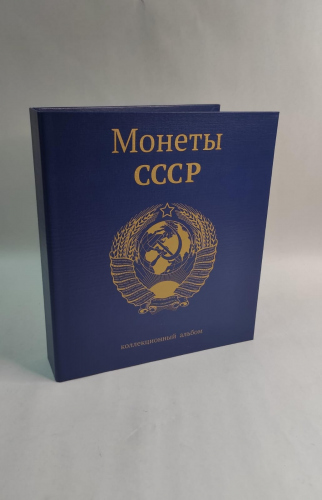 Монеты
СССР
коллекционный альбом